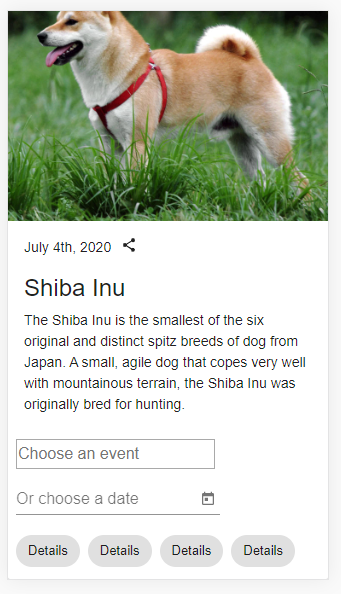 July 4th, 2020
Shiba Inu
The Shiba Inu is the smallest of the six
original and distinct spitz breeds of dog from
Japan. A small, agile dog that copes very well
with mountainous terrain, the Shiba Inu was
originally bred for hunting.
Choose an event
Or choose a date
Details Details Details Details